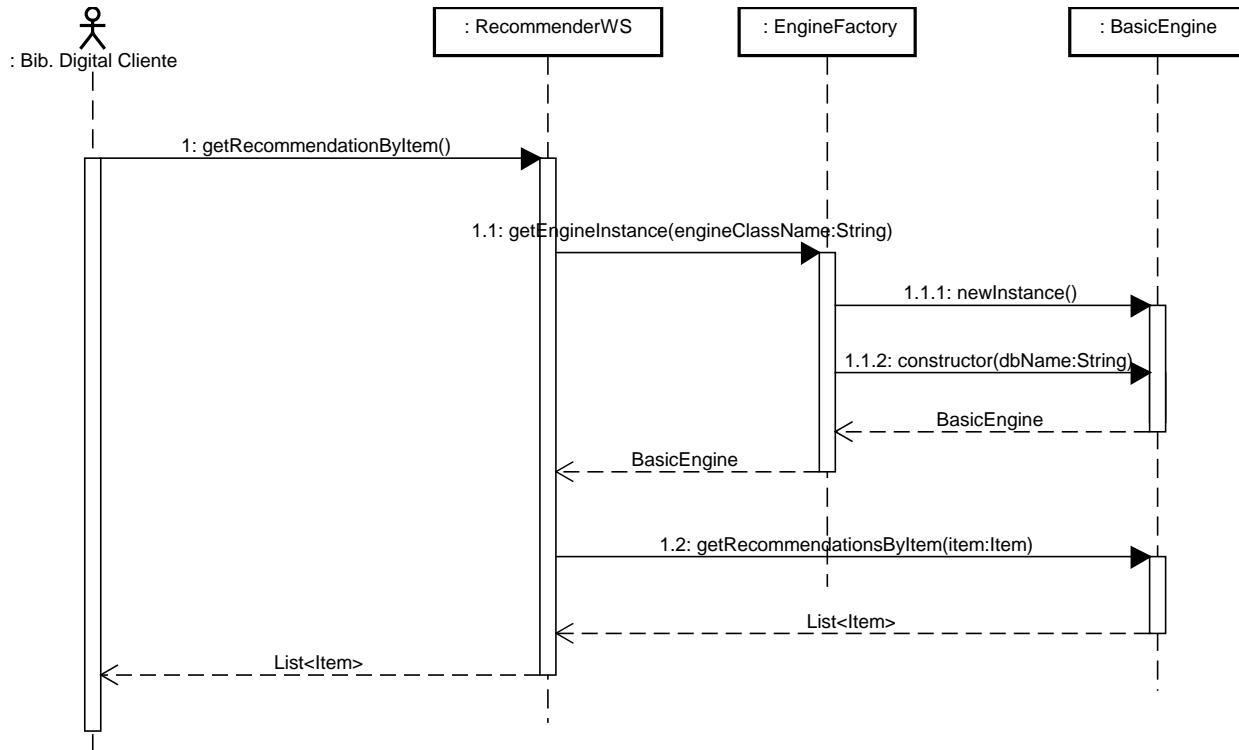 : RecommenderWS
: EngineFactory
: BasicEngine
: Bib. Digital Cliente
1: getRecommendationByItem()
1.1: getEngineInstance(engineClassName:String)
1.1.1: newInstance()
1.1.2: constructor(dbName:String)
BasicEngine
BasicEngine
1.2: getRecommendationsByItem(item:Item)
List<Item>
List<Item>